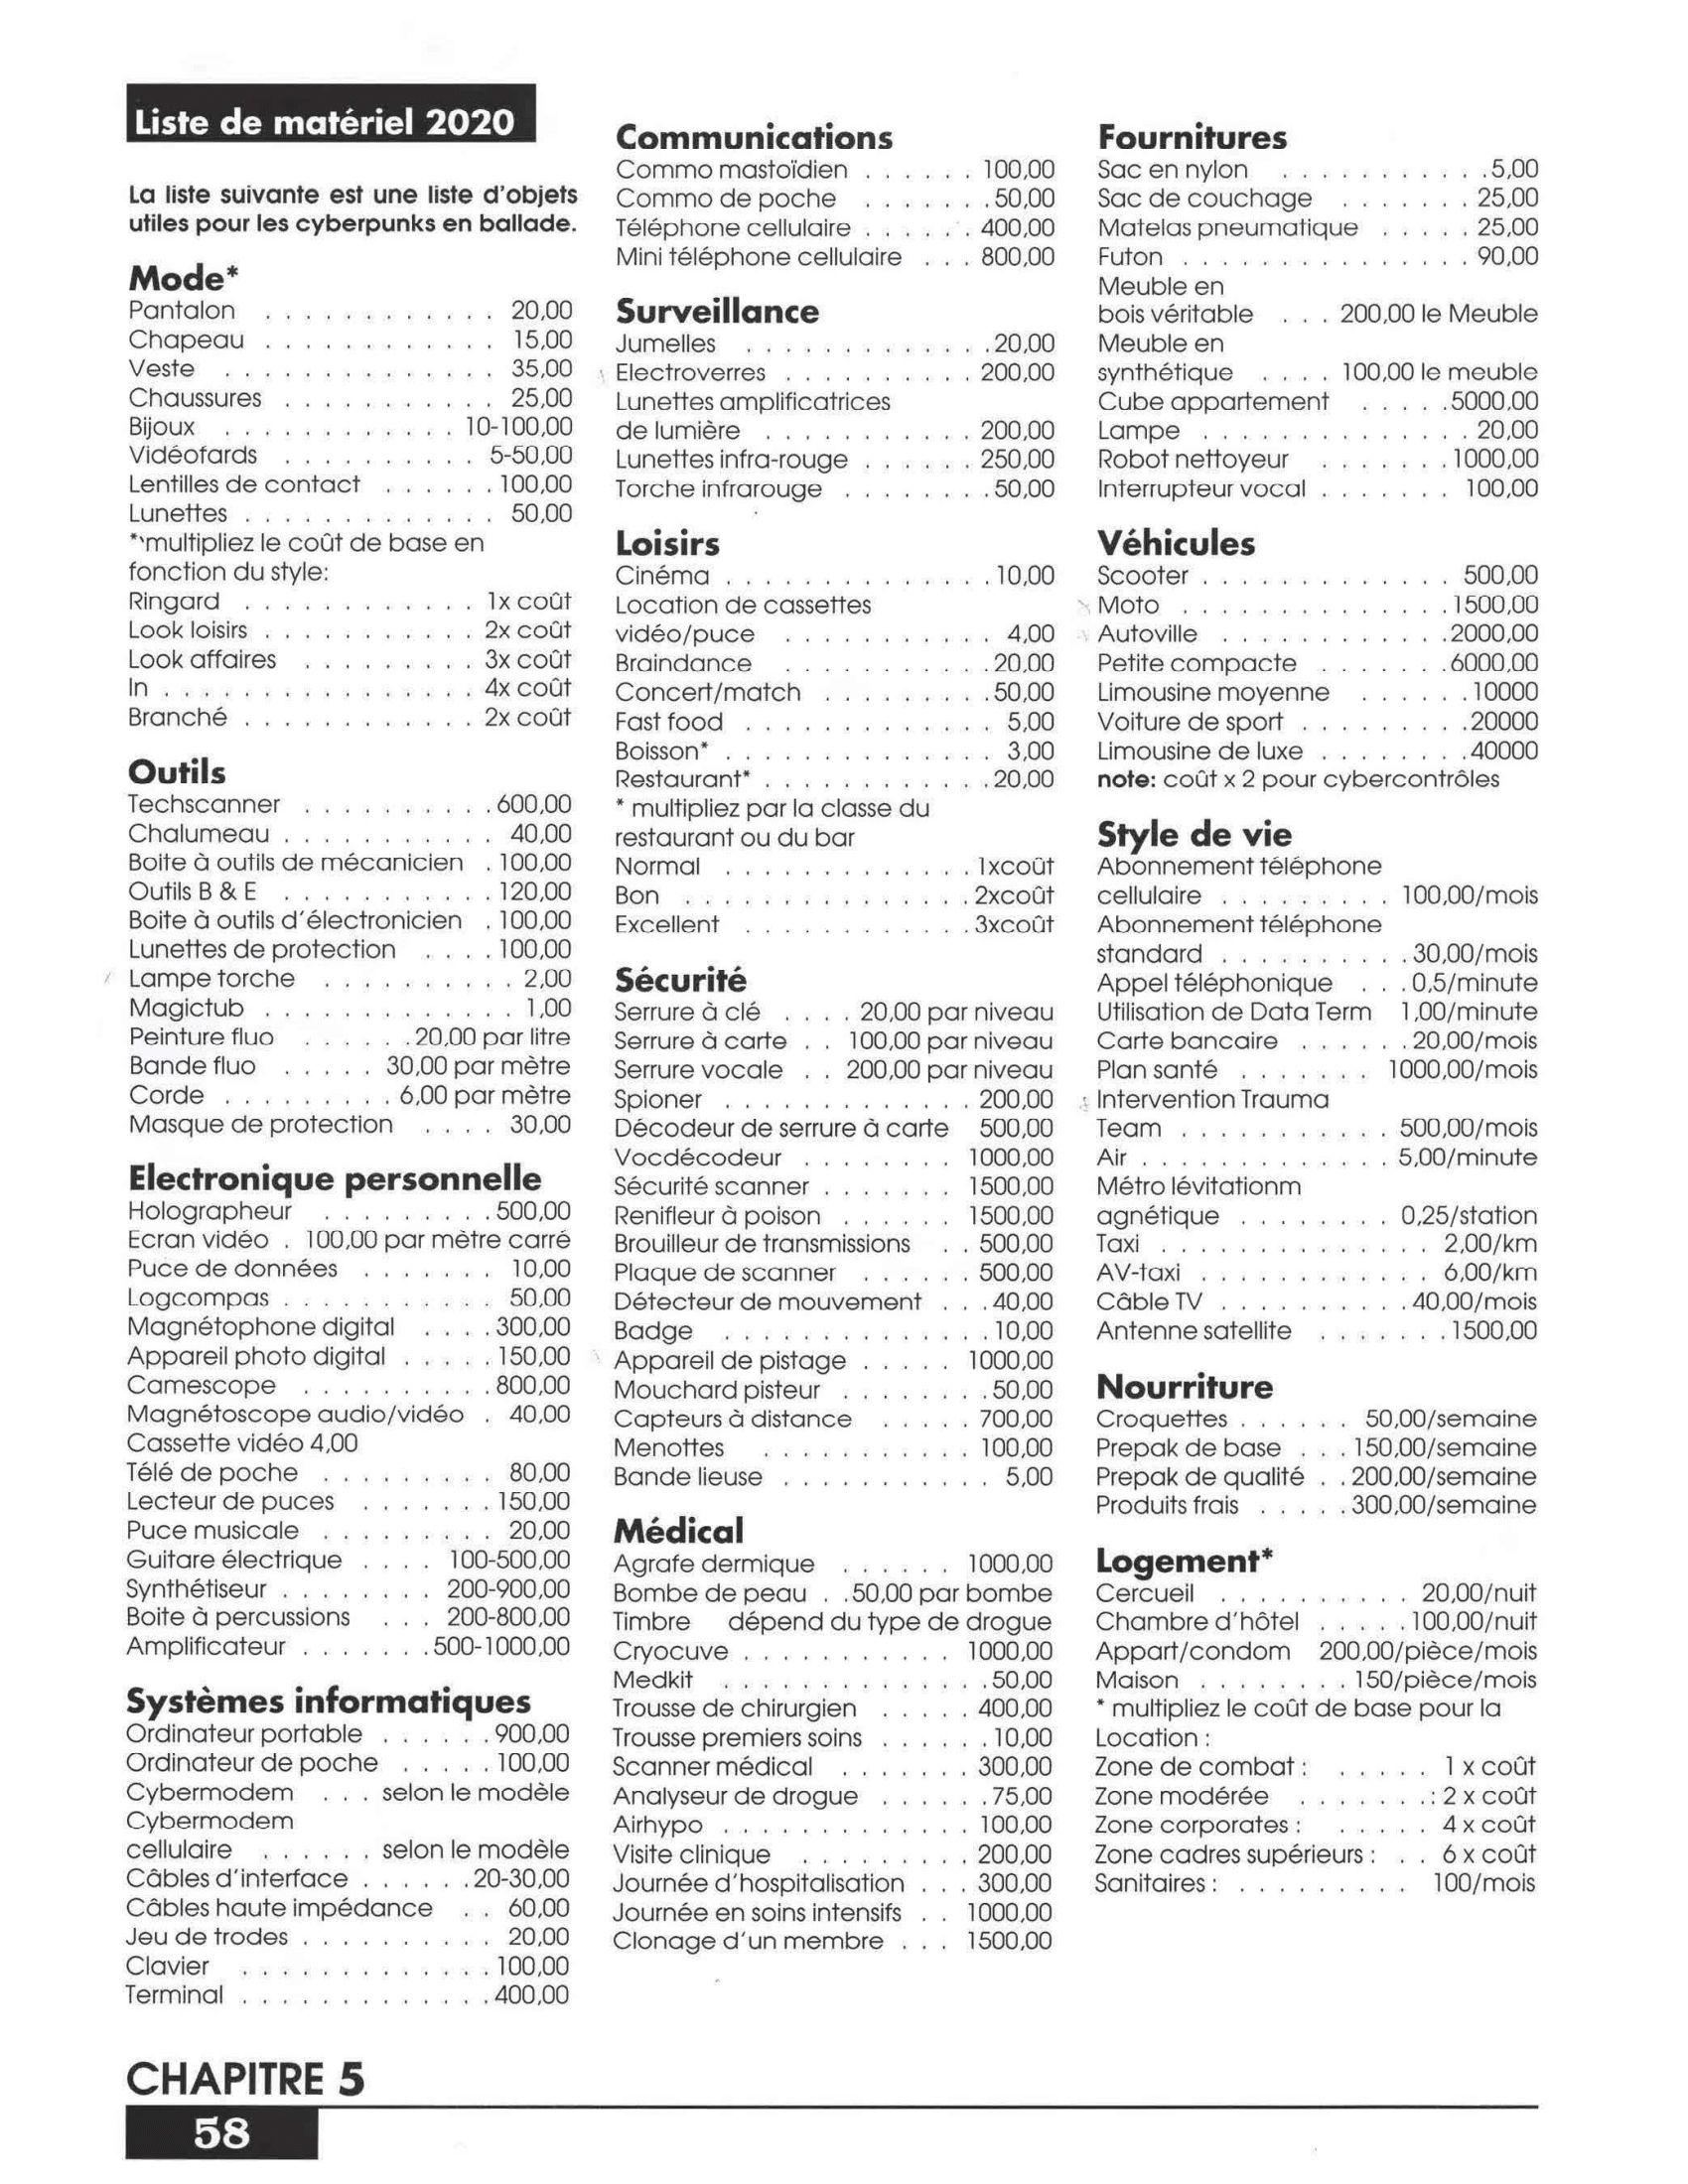 Liste de matériel 2020
La liste suivante est une liste d'objets
utiles pour les cyberpunks en ballade.
Mode*
Pantalon . . . . . . . . . . . . 20,00
Chapeau . . . . . . . . . . . . 15,00
Veste . . . . . . . . . . . . . . 35,00
Chaussures . . . . . . . . . . . 25,00
Bijoux . . . . . . . . . . . . 10-100,00
Vidéofards . . . . . . . . . . 5-50,00
Lentilles de contact . . . . . . 100,00
Lunettes . . . . . . . . . . . . . 50,00
*multipliez le coût de base en
fonction du style:
Ringard . . . . . . . . . . . . 1x coût
Look loisirs . . . . . . . . . . . 2x coût
Look affaires . . . . . . . . . 3x coût
In . . . . . . . . . . . . . . . . 4x coût
Branché . . . . . . . . . . . . 2x coût
Outils
Techscanner . . . . . . . . . . 600,00
Chalumeau . . . . . . . . . . . 40,00
Boite à outils de mécanicien . 100,00
Outils B & E . . . . . . . . . . . 120,00
Boite à outils d'électronicien . 100,00
Lunettes de protection . . . . 100,00
Lampe torche . . . . . . . . . . 2,00
Magictub . . . . . . . . . . . . . 1,00
Peinture fluo . . . . . . 20,00 par litre
Bande fluo . . . . . 30,00 par mètre
Corde . . . . . . . . . 6,00 par mètre
Masque de protection . . . . 30,00
Electronique personnelle
Holographeur . . . . . . . . . 500,00
Ecran vidéo . 100,00 par mètre carré
Puce de données . . . . . . . 10,00
Logcompas . . . . . . . . . . . 50,00
Magnétophone digital . . . . 300,00
Appareil photo digital . . . . . 150,00
Camescope . . . . . . . . . . 800,00
Magnétoscope audio/vidéo . 40,00
Cassette vidéo 4,00
Télé de poche . . . . . . . . . 80,00
Lecteur de puces . . . . . . . 150,00
Puce musicale . . . . . . . . . 20,00
Guitare électrique . . . . 100-500,00
Synthétiseur . . . . . . . . 200-900,00
Boite à percussions . . . 200-800,00
Amplificateur . . . . . . . 500-1000,00
Systèmes informatiques
Ordinateur portable . . . . . . 900,00
Ordinateur de poche . . . . . 100,00
Cybermodem . . . selon le modèle
Cybermodem
cellulaire . . . . . . selon le modèle
Câbles d'interface . . . . . . 20-30,00
Câbles haute impédance . . 60,00
Jeu de trodes . . . . . . . . . . 20,00
Clavier . . . . . . . . . . . . . 100,00
Terminal . . . . . . . . . . . . . 400,00
Communications
Commo mastoïdien . . . . . . 100,00
Commo de poche . . . . . . . 50,00
Téléphone cellulaire . . . . . . 400,00
Mini téléphone cellulaire . . . 800,00
Surveillance
Jumelles . . . . . . . . . . . . . 20,00
Electroverres . . . . . . . . . . 200,00
Lunettes amplificatrices
de lumière . . . . . . . . . . . 200,00
Lunettes infra-rouge . . . . . . 250,00
Torche infrarouge . . . . . . . . 50,00
Loisirs
Cinéma . . . . . . . . . . . . . . 10,00
Location de cassettes
vidéo/puce . . . . . . . . . . . 4,00
Braindance . . . . . . . . . . . 20,00
Concert/match . . . . . . . . . 50,00
Fast food . . . . . . . . . . . . . 5,00
Boisson* . . . . . . . . . . . . . . 3,00
Restaurant* . . . . . . . . . . . . 20,00
* multipliez par la classe du
restaurant ou du bar
Normal . . . . . . . . . . . . . 1xcoût
Bon . . . . . . . . . . . . . . . 2xcoût
Excellent . . . . . . . . . . . . 3xcoût
Sécurité
Serrure à clé . . . . 20,00 par niveau
Serrure à carte . . 100,00 par niveau
Serrure vocale . . 200,00 par niveau
Spioner . . . . . . . . . . . . . 200,00
Décodeur de serrure à carte 500,00
Vocdécodeur . . . . . . . . 1000,00
Sécurité scanner . . . . . . . 1500,00
Renifleur à poison . . . . . . 1500,00
Brouilleur de transmissions . . 500,00
Plaque de scanner . . . . . . 500,00
Détecteur de mouvement . . . 40,00
Badge . . . . . . . . . . . . . . 10,00
Appareil de pistage . . . . . 1000,00
Mouchard pisteur . . . . . . . . 50,00
Capteurs à distance . . . . . 700,00
Menottes . . . . . . . . . . . 100,00
Bande lieuse . . . . . . . . . . . 5,00
Médical
Agrafe dermique . . . . . . 1000,00
Bombe de peau . . 50,00 par bombe
Timbre dépend du type de drogue
Cryocuve . . . . . . . . . . . 1000,00
Medkit . . . . . . . . . . . . . . 50,00
Trousse de chirurgien . . . . . 400,00
Trousse premiers soins . . . . . . 10,00
Scanner médical . . . . . . . 300,00
Analyseur de drogue . . . . . . 75,00
Airhypo . . . . . . . . . . . . . 100,00
Visite clinique . . . . . . . . . 200,00
Journée d'hospitalisation . . . 300,00
Journée en soins intensifs . . 1000,00
Clonage d'un membre . . . 1500,00
Fournitures
Sac en nylon . . . . . . . . . . . 5,00
Sac de couchage . . . . . . . 25,00
Matelas pneumatique . . . . . 25,00
Futon . . . . . . . . . . . . . . . 90,00
Meuble en
bois véritable . . . 200,00 le Meuble
Meuble en
synthétique . . . . 100,00 le meuble
Cube appartement . . . . . 5000,00
Lampe . . . . . . . . . . . . . . 20,00
Robot nettoyeur . . . . . . . 1000,00
Interrupteur vocal . . . . . . . 100,00
Véhicules
Scooter . . . . . . . . . . . . . 500,00
Moto . . . . . . . . . . . . . . 1500,00
Autoville . . . . . . . . . . . . 2000,00
Petite compacte . . . . . . . 6000,00
Limousine moyenne . . . . . . 10000
Voiture de sport . . . . . . . . . 20000
Limousine de luxe . . . . . . . . 40000
note: coût x 2 pour cybercontrôles
Style de vie
Abonnement téléphone
cellulaire . . . . . . . . . 100,00/mois
Abonnement téléphone
standard . . . . . . . . . . 30,00/mois
Appel téléphonique . . . 0,5/minute
Utilisation de Data Term 1,00/minute
Carte bancaire . . . . . . 20,00/mois
Plan santé . . . . . . . 1000,00/mois
Intervention Trauma
Team . . . . . . . . . . . 500,00/mois
Air . . . . . . . . . . . . . 5,00/minute
Métro lévitationm
agnétique . . . . . . . . 0,25/station
Taxi . . . . . . . . . . . . . . 2,00/km
AV-taxi . . . . . . . . . . . . 6,00/km
Câble TV . . . . . . . . . . 40,00/mois
Antenne satellite . . . . . . . 1500,00
Nourriture
Croquettes . . . . . . 50,00/semaine
Prepak de base . . . 150,00/semaine
Prepak de qualité . . 200,00/semaine
Produits frais . . . . . 300,00/semaine
Logement*
Cercueil . . . . . . . . . . 20,00/nuit
Chambre d'hôtel . . . . . 100,00/nuit
Appart/condom 200,00/pièce/mois
Maison . . . . . . . . 150/pièce/mois
* multipliez le coût de base pour la
Location :
Zone de combat : . . . . . 1 x coût
Zone modérée . . . . . . . : 2 x coût
Zone corporates : . . . . . 4 x coût
Zone cadres supérieurs : . . 6 x coût
Sanitaires : . . . . . . . . . 100/mois
CHAPITRE 5
58